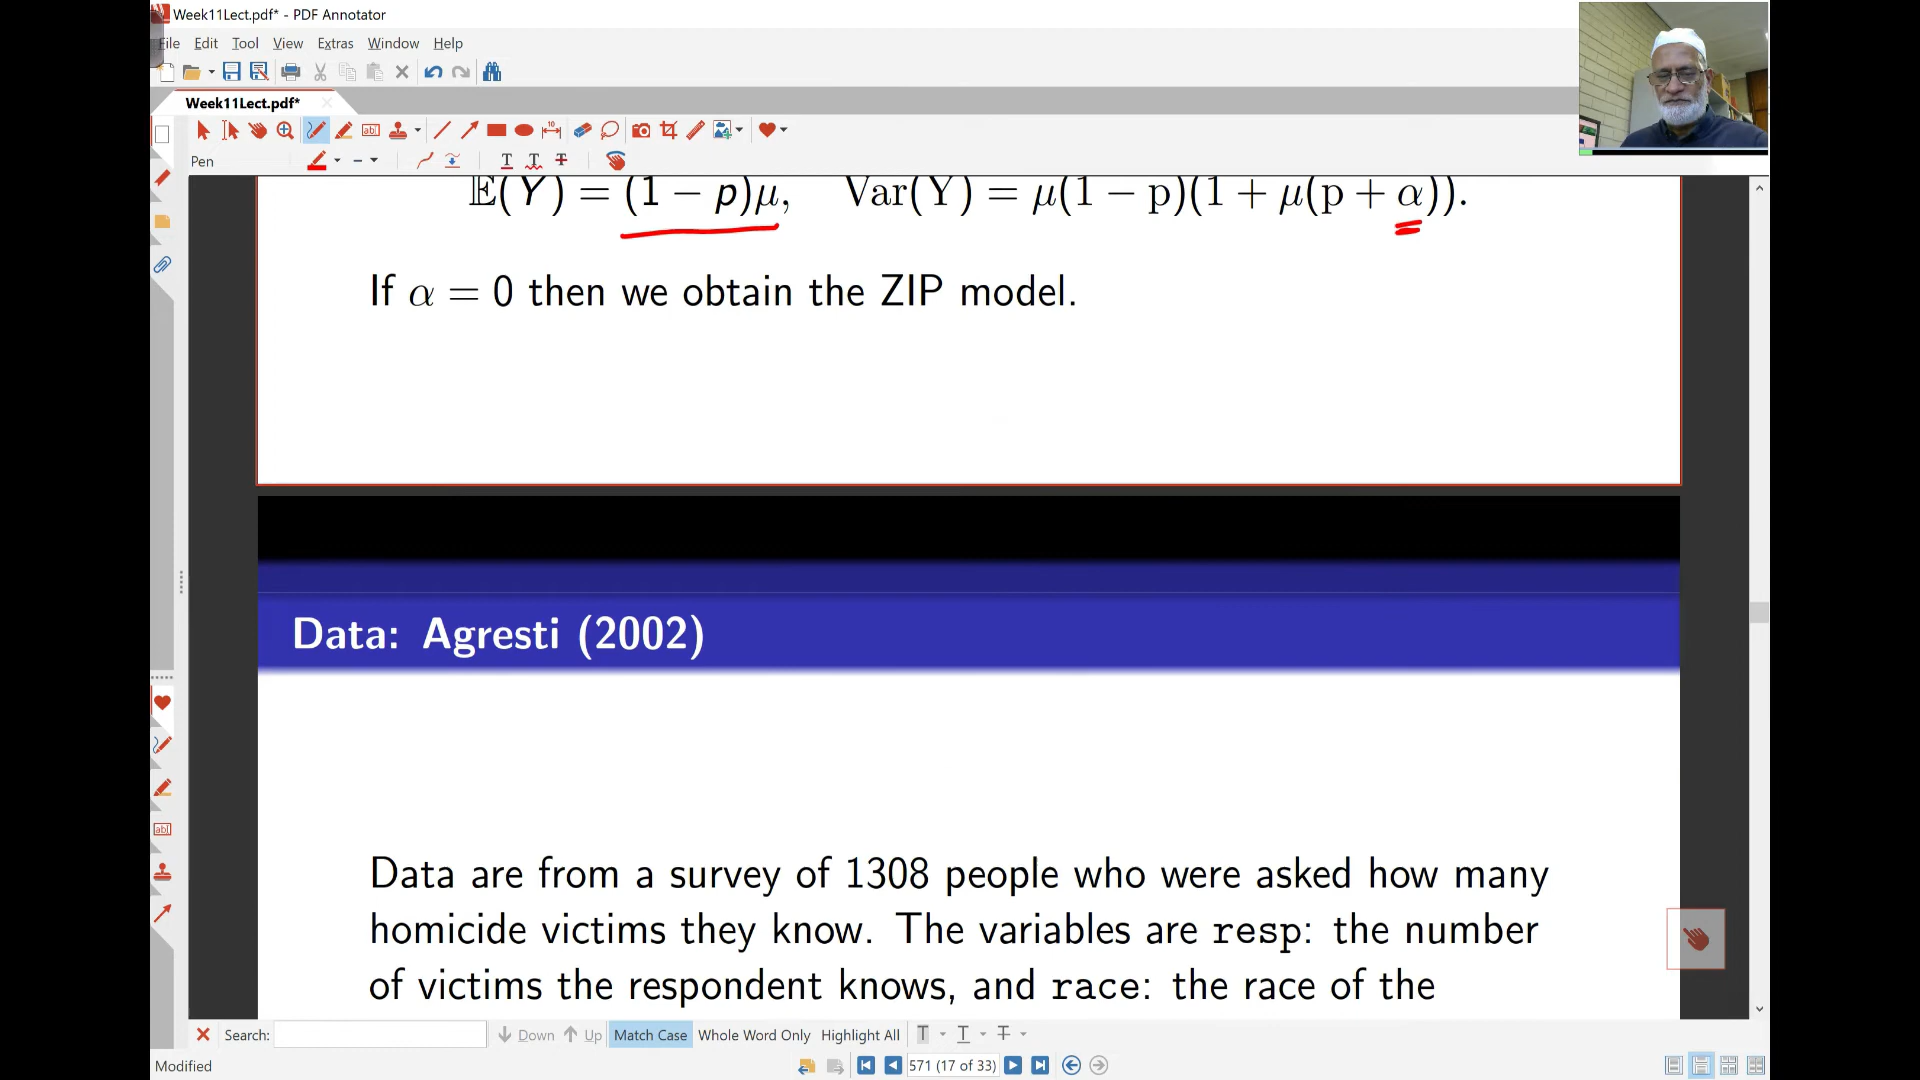 Week11Lect.pdf* - PDF Annotator
File Edit Tool View Extras Window Help
Week11Lect.pdf*
Pen
𝔼(Y) = (1 − p)μ, Var(Y) = μ(1 − p)(1 + μ(p + α)).
If α = 0 then we obtain the ZIP model.
Data: Agresti (2002)
Data are from a survey of 1308 people who were asked how many
homicide victims they know. The variables are resp: the number
of victims the respondent knows, and race: the race of the
Search: Down Up Match Case Whole Word Only Highlight All
Modified
571 (17 of 33)